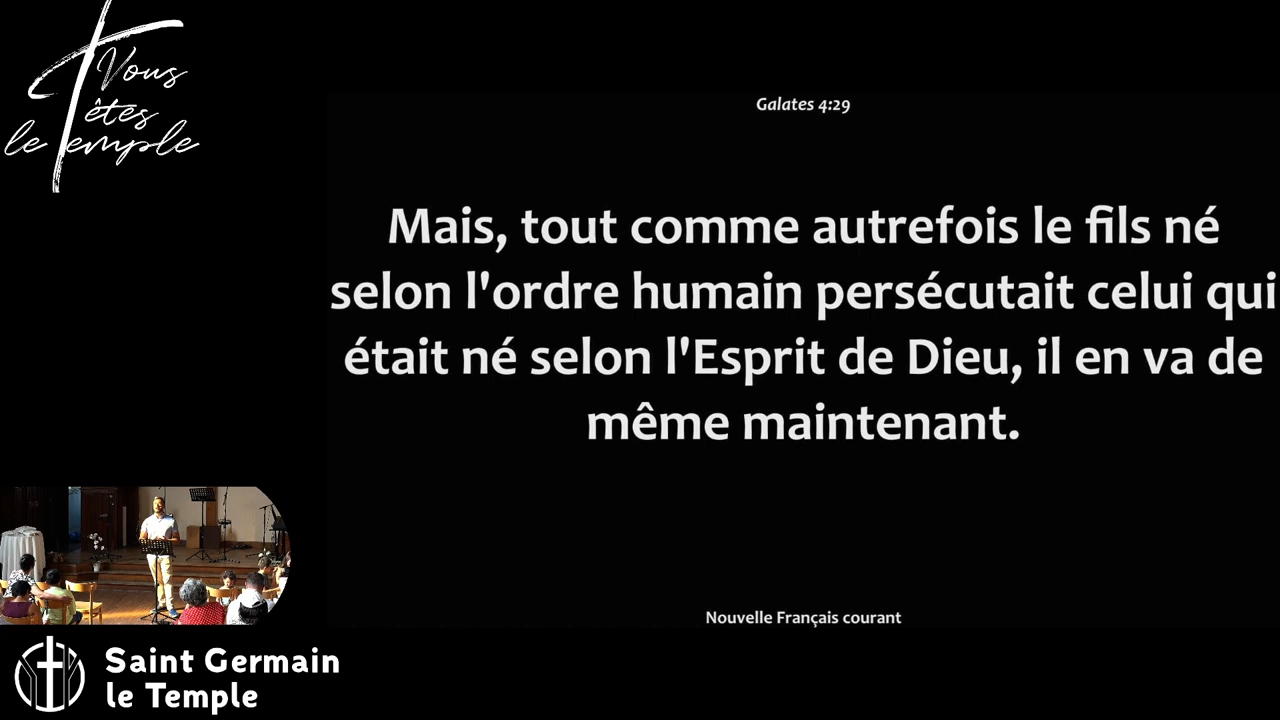 Vous
êtes
le Temple
Galates 4:29
Mais, tout comme autrefois le fils né
selon l'ordre humain persécutait celui qui
était né selon l'Esprit de Dieu, il en va de
même maintenant.
Nouvelle Français courant
Saint Germain
le Temple